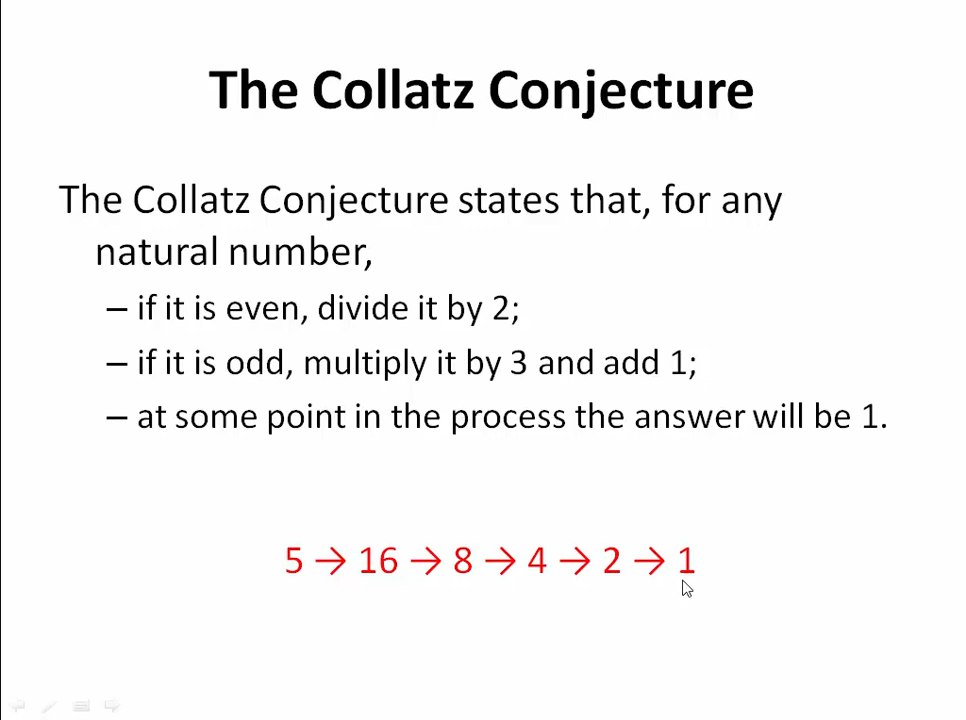 The Collatz Conjecture
The Collatz Conjecture states that, for any
natural number,
– if it is even, divide it by 2;
– if it is odd, multiply it by 3 and add 1;
– at some point in the process the answer will be 1.
5 → 16 → 8 → 4 → 2 → 1